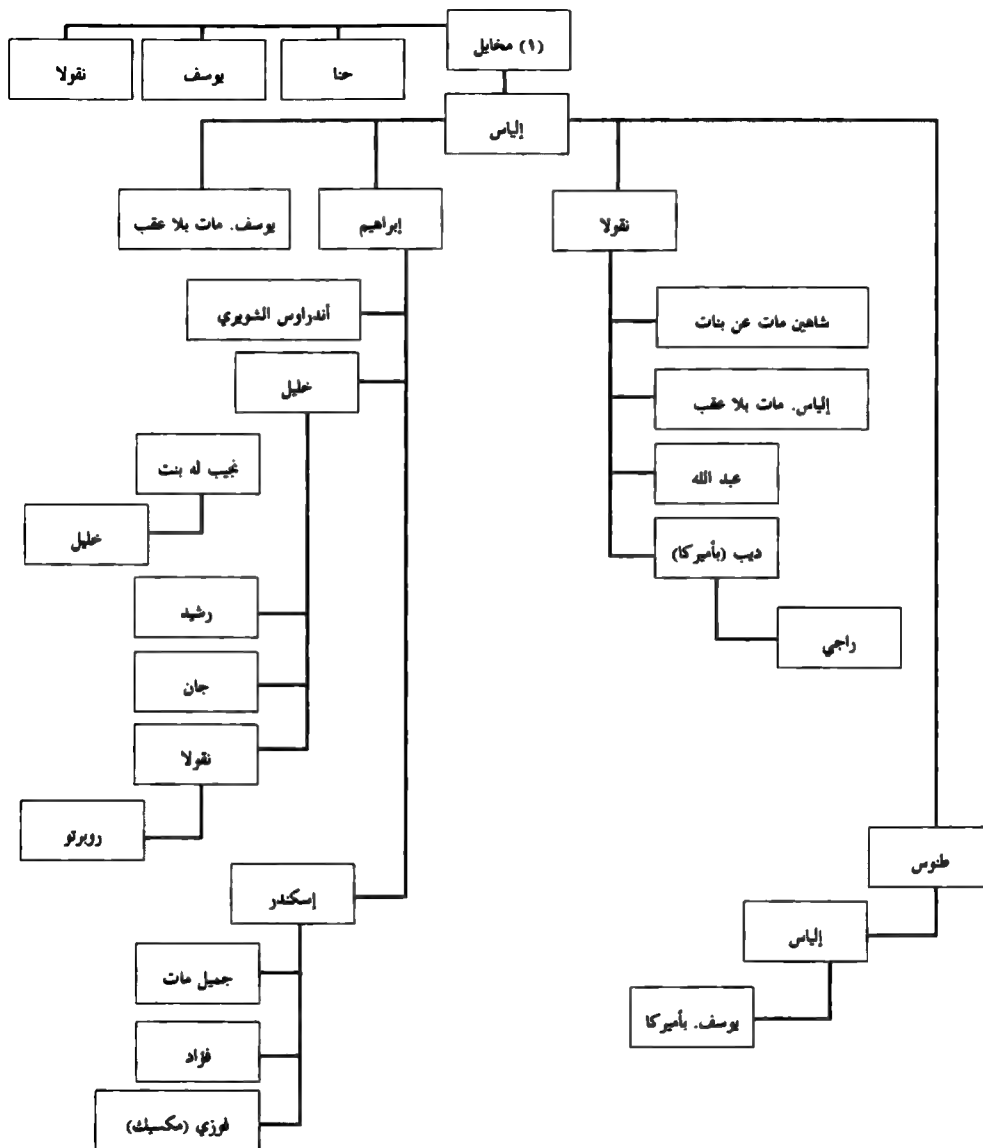 (١) مخايل
حنا
يوسف
نقولا
إلياس
نقولا
إبراهيم
يوسف. مات بلا عقب
شاهين مات عن بنات
إلياس. مات بلا عقب
عبد الله
ديب (بأميركا)
راجي
أندراوس الشويري
خليل
نجيب له بنت
خليل
رشيد
جان
نقولا
روبرتو
طنوس
إلياس
يوسف. بأميركا
إسكندر
جميل مات
فؤاد
فوزي (مكسيك)